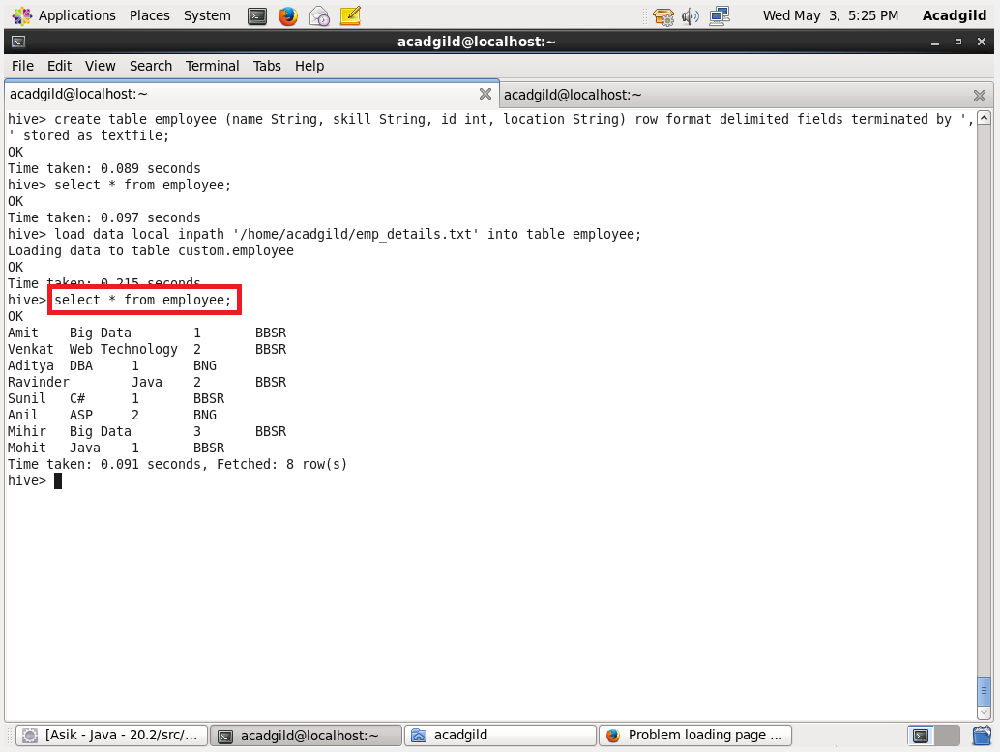 Applications Places System Wed May 3, 5:25 PM Acadgild
acadgild@localhost:~
File Edit View Search Terminal Tabs Help
acadgild@localhost:~ acadgild@localhost:~
hive> create table employee (name String, skill String, id int, location String) row format delimited fields terminated by ',
' stored as textfile;
OK
Time taken: 0.089 seconds
hive> select * from employee;
OK
Time taken: 0.097 seconds
hive> load data local inpath '/home/acadgild/emp_details.txt' into table employee;
Loading data to table custom.employee
OK
Time taken: 0.215 seconds
hive> select * from employee;
OK
Amit Big Data 1 BBSR
Venkat Web Technology 2 BBSR
Aditya DBA 1 BNG
Ravinder Java 2 BBSR
Sunil C# 1 BBSR
Anil ASP 2 BNG
Mihir Big Data 3 BBSR
Mohit Java 1 BBSR
Time taken: 0.091 seconds, Fetched: 8 row(s)
hive>
[Asik - Java - 20.2/src/... acadgild@localhost:~ acadgild Problem loading page ...